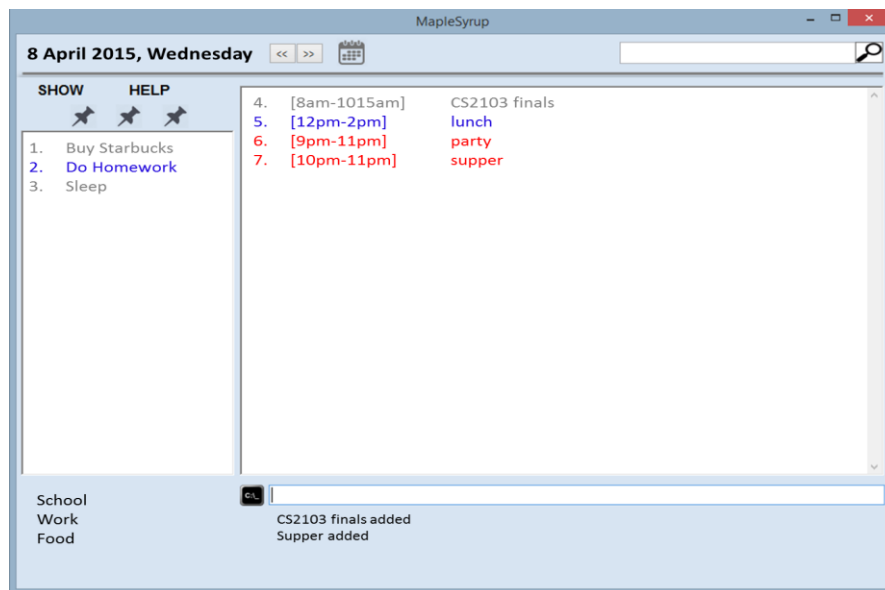 MapleSyrup
8 April 2015, Wednesday << >>
SHOW HELP
1. Buy Starbucks
2. Do Homework
3. Sleep
4. [8am-1015am] CS2103 finals
5. [12pm-2pm] lunch
6. [9pm-11pm] party
7. [10pm-11pm] supper
School
Work
Food
C:\_
CS2103 finals added
Supper added